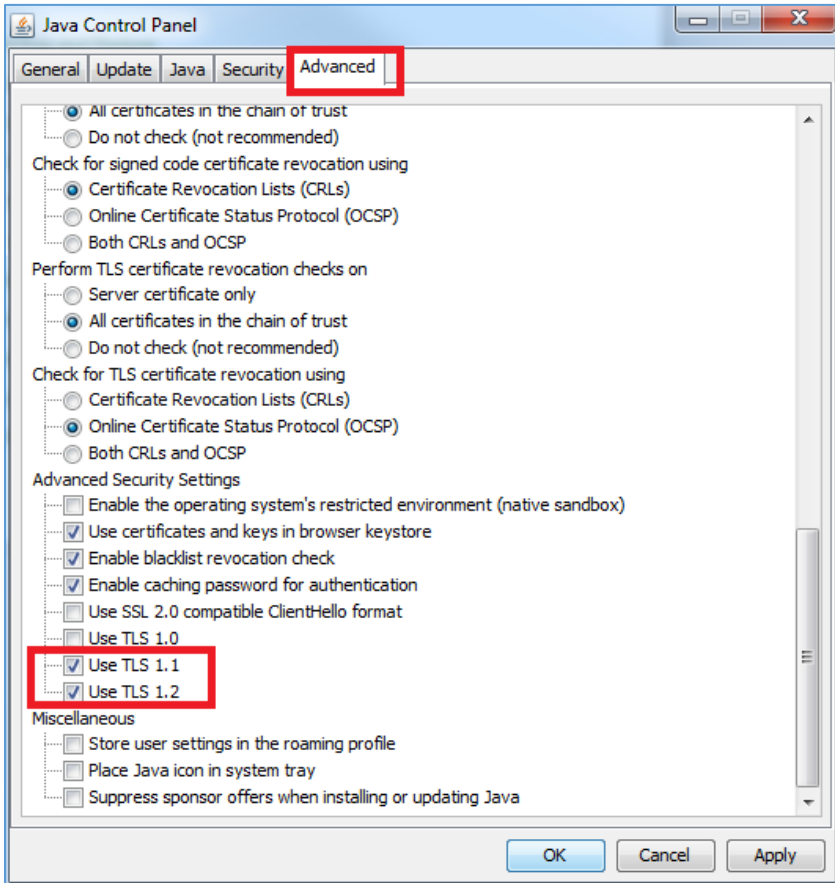 Java Control Panel
General Update Java Security Advanced
All certificates in the chain of trust
Do not check (not recommended)
Check for signed code certificate revocation using
Certificate Revocation Lists (CRLs)
Online Certificate Status Protocol (OCSP)
Both CRLs and OCSP
Perform TLS certificate revocation checks on
Server certificate only
All certificates in the chain of trust
Do not check (not recommended)
Check for TLS certificate revocation using
Certificate Revocation Lists (CRLs)
Online Certificate Status Protocol (OCSP)
Both CRLs and OCSP
Advanced Security Settings
Enable the operating system's restricted environment (native sandbox)
Use certificates and keys in browser keystore
Enable blacklist revocation check
Enable caching password for authentication
Use SSL 2.0 compatible ClientHello format
Use TLS 1.0
Use TLS 1.1
Use TLS 1.2
Miscellaneous
Store user settings in the roaming profile
Place Java icon in system tray
Suppress sponsor offers when installing or updating Java
OK Cancel Apply